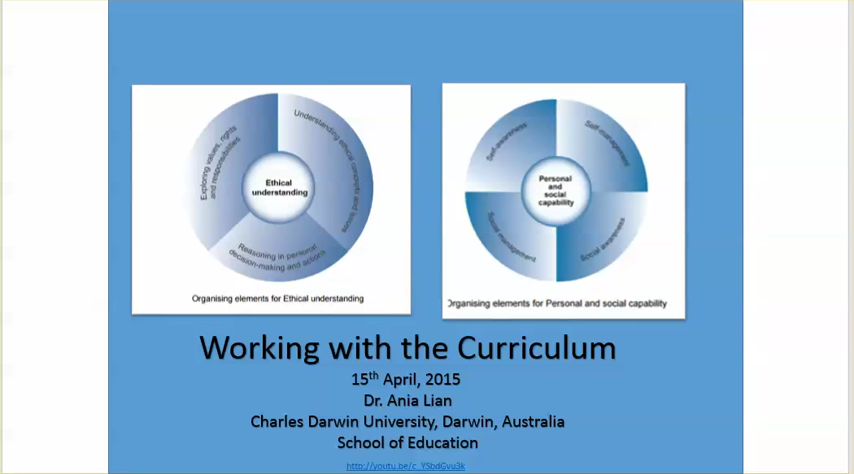 Exploring values, rights
and responsibilities
Understanding ethical concepts and issues
Reasoning in personal
decision-making and actions
Ethical
understanding
Organising elements for Ethical understanding
Self-awareness
Self-management
Social management
Social awareness
Personal
and
social
capability
Organising elements for Personal and social capability
Working with the Curriculum
15th April, 2015
Dr. Ania Lian
Charles Darwin University, Darwin, Australia
School of Education